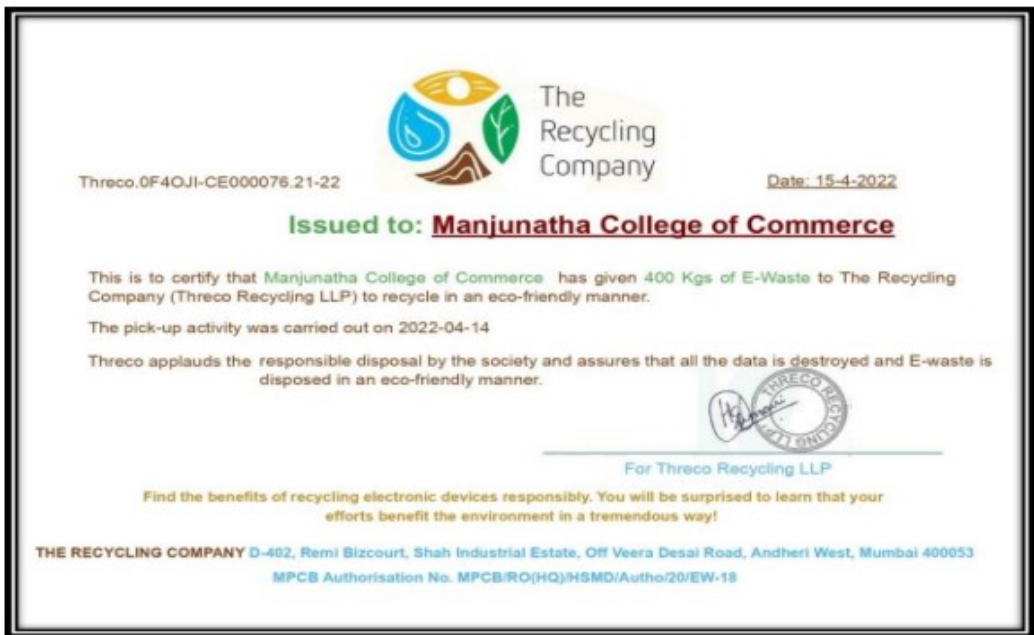 The
Recycling
Company
Threco.0F4OJI-CE000076.21-22
Date: 15-4-2022
Issued to: Manjunatha College of Commerce
This is to certify that Manjunatha College of Commerce has given 400 Kgs of E-Waste to The Recycling
Company (Threco Recycling LLP) to recycle in an eco-friendly manner.
The pick-up activity was carried out on 2022-04-14
Threco applauds the responsible disposal by the society and assures that all the data is destroyed and E-waste is
disposed in an eco-friendly manner.
THRECO RECYCLING LLP
For Threco Recycling LLP
Find the benefits of recycling electronic devices responsibly. You will be surprised to learn that your
efforts benefit the environment in a tremendous way!
THE RECYCLING COMPANY D-402, Remi Bizcourt, Shah Industrial Estate, Off Veera Desai Road, Andheri West, Mumbai 400053
MPCB Authorisation No. MPCB/RO(HQ)/HSMD/Autho/20/EW-18